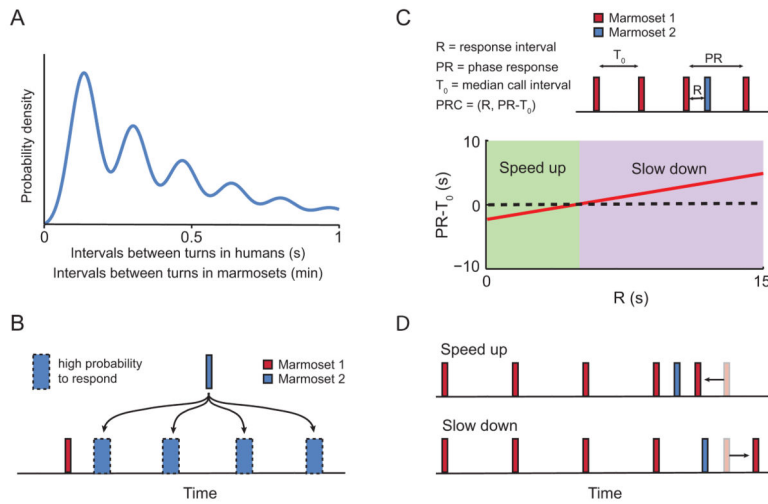 A
Probability density
0
0.5
1
Intervals between turns in humans (s)
Intervals between turns in marmosets (min)
B
high probability
to respond
Marmoset 1
Marmoset 2
Time
C
Marmoset 1
Marmoset 2
R = response interval
PR = phase response
T₀ = median call interval
PRC = (R, PR-T₀)
T₀
PR
R
PR-T₀ (s)
10
0
−10
Speed up
Slow down
0
15
R (s)
D
Speed up
Slow down
Time